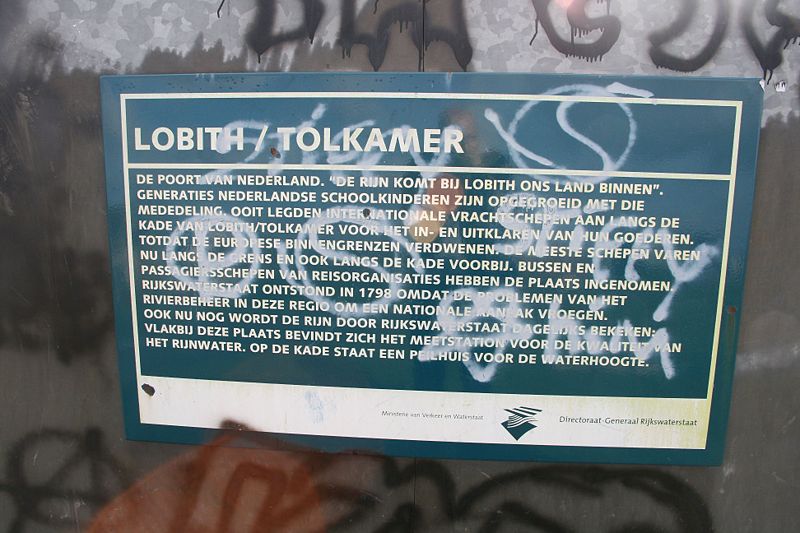 LOBITH / TOLKAMER
DE POORT VAN NEDERLAND. "DE RIJN KOMT BIJ LOBITH ONS LAND BINNEN".
GENERATIES NEDERLANDSE SCHOOLKINDEREN ZIJN OPGEGROEID MET DIE
MEDEDELING. OOIT LEGDEN INTERNATIONALE VRACHTSCHEPEN AAN LANGS DE
KADE VAN LOBITH/TOLKAMER VOOR HET IN- EN UITKLAREN VAN HUN GOEDEREN.
TOTDAT DE EUROPESE BINNENGRENZEN VERDWENEN. DE MEESTE SCHEPEN VAREN
NU LANGS DE GRENS EN OOK LANGS DE KADE VOORBIJ. BUSSEN EN
PASSAGIERSSCHEPEN VAN REISORGANISATIES HEBBEN DE PLAATS INGENOMEN.
RIJKSWATERSTAAT ONTSTOND IN 1798 OMDAT DE PROBLEMEN VAN HET
RIVIERBEHEER IN DEZE REGIO OM EEN NATIONALE AANPAK VROEGEN.
OOK NU NOG WORDT DE RIJN DOOR RIJKSWATERSTAAT DAGELIJKS BEKEKEN:
VLAKBIJ DEZE PLAATS BEVINDT ZICH HET MEETSTATION VOOR DE KWALITEIT VAN
HET RIJNWATER. OP DE KADE STAAT EEN PEILHUIS VOOR DE WATERHOOGTE.
Ministerie van Verkeer en Waterstaat
Directoraat-Generaal Rijkswaterstaat